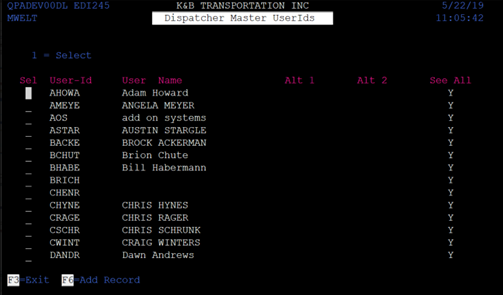 QPADEV00DL EDI245 K&B TRANSPORTATION INC 5/22/19
MWELT Dispatcher Master UserIds 11:05:42
1 = Select
Sel User-Id User Name Alt 1 Alt 2 See All
AHOWA Adam Howard Y
_ AMEYE ANGELA MEYER Y
_ AOS add on systems Y
_ ASTAR AUSTIN STARGLE Y
_ BACKE BROCK ACKERMAN Y
_ BCHUT Brion Chute Y
_ BHABE Bill Habermann Y
_ BRICH Y
_ CHENR Y
_ CHYNE CHRIS HYNES Y
_ CRAGE CHRIS RAGER Y
_ CSCHR CHRIS SCHRUNK Y
_ CWINT CRAIG WINTERS Y
_ DANDR Dawn Andrews Y
F3=Exit F6=Add Record